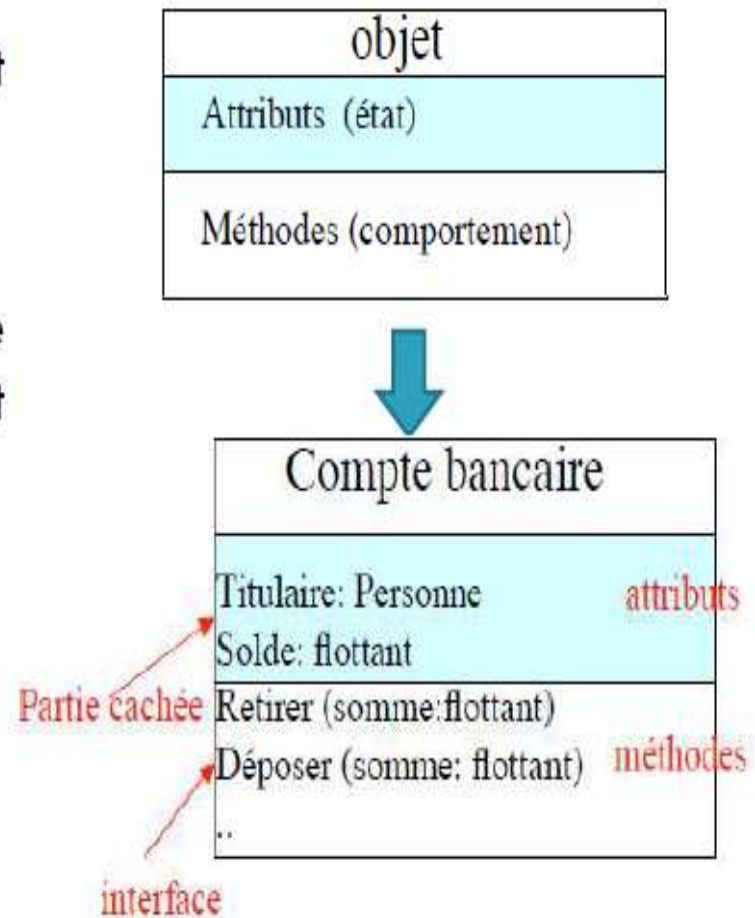 objet
Attributs (état)
Méthodes (comportement)
Compte bancaire
Titulaire: Personne attributs
Solde: flottant
Partie cachée Retirer (somme:flottant)
Déposer (somme: flottant) méthodes
..
interface